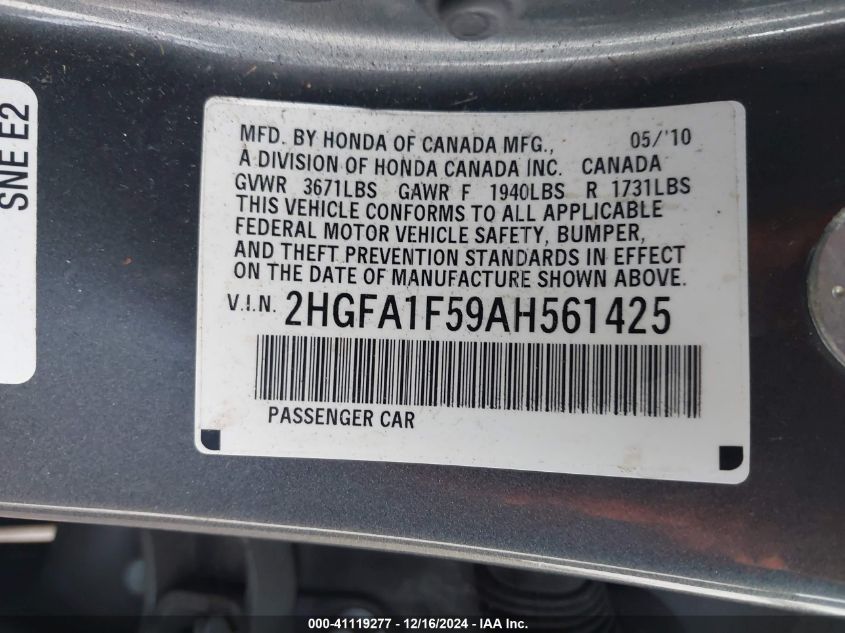 SNE E2
MFD. BY HONDA OF CANADA MFG., 05/'10
A DIVISION OF HONDA CANADA INC. CANADA
GVWR 3671LBS GAWR F 1940LBS R 1731LBS
THIS VEHICLE CONFORMS TO ALL APPLICABLE
FEDERAL MOTOR VEHICLE SAFETY, BUMPER,
AND THEFT PREVENTION STANDARDS IN EFFECT
ON THE DATE OF MANUFACTURE SHOWN ABOVE.
V.I.N. 2HGFA1F59AH561425
PASSENGER CAR
000-41119277 - 12/16/2024 - IAA Inc.